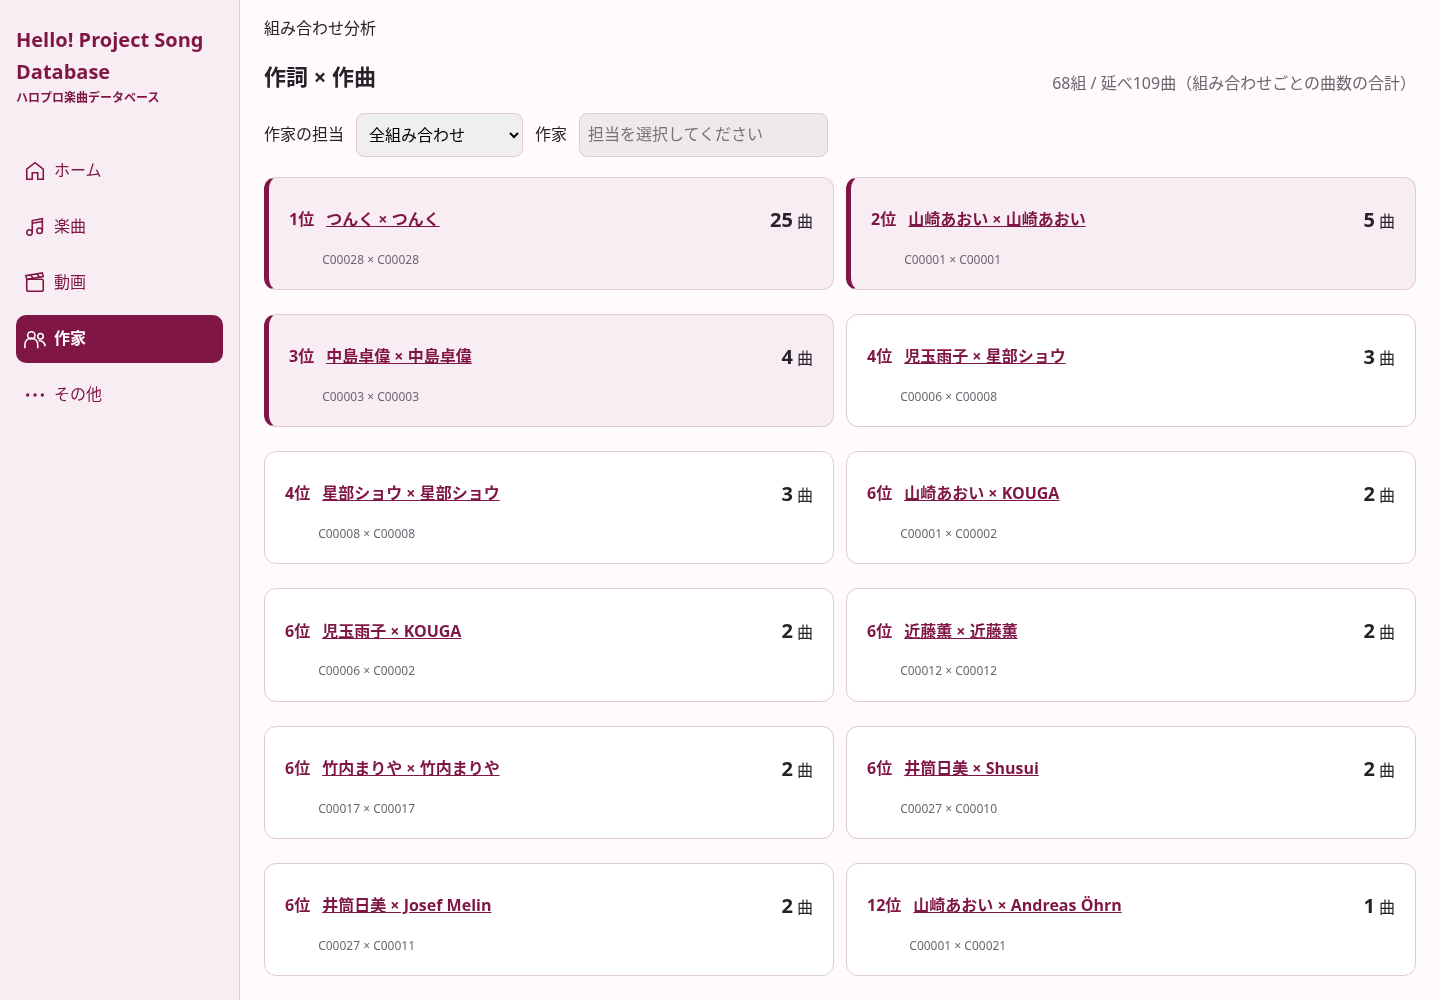 Hello! Project Song
Database
ハロプロ楽曲データベース
ホーム
楽曲
動画
作家
その他
組み合わせ分析
作詞 × 作曲
68組 / 延べ109曲（組み合わせごとの曲数の合計）
作家の担当 全組み合わせ 作家 担当を選択してください
1位 つんく × つんく 25 曲
C00028 × C00028
2位 山崎あおい × 山崎あおい 5 曲
C00001 × C00001
3位 中島卓偉 × 中島卓偉 4 曲
C00003 × C00003
4位 児玉雨子 × 星部ショウ 3 曲
C00006 × C00008
4位 星部ショウ × 星部ショウ 3 曲
C00008 × C00008
6位 山崎あおい × KOUGA 2 曲
C00001 × C00002
6位 児玉雨子 × KOUGA 2 曲
C00006 × C00002
6位 近藤薫 × 近藤薫 2 曲
C00012 × C00012
6位 竹内まりや × 竹内まりや 2 曲
C00017 × C00017
6位 井筒日美 × Shusui 2 曲
C00027 × C00010
6位 井筒日美 × Josef Melin 2 曲
C00027 × C00011
12位 山崎あおい × Andreas Öhrn 1 曲
C00001 × C00021